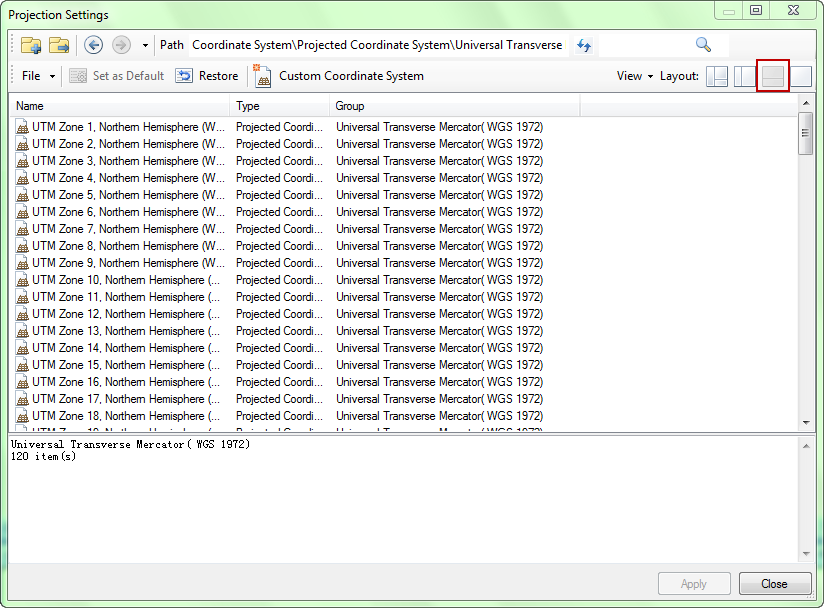 Projection Settings
Path Coordinate System\Projected Coordinate System\Universal Transverse
File Set as Default Restore Custom Coordinate System View Layout:
Name Type Group
UTM Zone 1, Northern Hemisphere (W... Projected Coordi... Universal Transverse Mercator( WGS 1972)
UTM Zone 2, Northern Hemisphere (W... Projected Coordi... Universal Transverse Mercator( WGS 1972)
UTM Zone 3, Northern Hemisphere (W... Projected Coordi... Universal Transverse Mercator( WGS 1972)
UTM Zone 4, Northern Hemisphere (W... Projected Coordi... Universal Transverse Mercator( WGS 1972)
UTM Zone 5, Northern Hemisphere (W... Projected Coordi... Universal Transverse Mercator( WGS 1972)
UTM Zone 6, Northern Hemisphere (W... Projected Coordi... Universal Transverse Mercator( WGS 1972)
UTM Zone 7, Northern Hemisphere (W... Projected Coordi... Universal Transverse Mercator( WGS 1972)
UTM Zone 8, Northern Hemisphere (W... Projected Coordi... Universal Transverse Mercator( WGS 1972)
UTM Zone 9, Northern Hemisphere (W... Projected Coordi... Universal Transverse Mercator( WGS 1972)
UTM Zone 10, Northern Hemisphere (... Projected Coordi... Universal Transverse Mercator( WGS 1972)
UTM Zone 11, Northern Hemisphere (... Projected Coordi... Universal Transverse Mercator( WGS 1972)
UTM Zone 12, Northern Hemisphere (... Projected Coordi... Universal Transverse Mercator( WGS 1972)
UTM Zone 13, Northern Hemisphere (... Projected Coordi... Universal Transverse Mercator( WGS 1972)
UTM Zone 14, Northern Hemisphere (... Projected Coordi... Universal Transverse Mercator( WGS 1972)
UTM Zone 15, Northern Hemisphere (... Projected Coordi... Universal Transverse Mercator( WGS 1972)
UTM Zone 16, Northern Hemisphere (... Projected Coordi... Universal Transverse Mercator( WGS 1972)
UTM Zone 17, Northern Hemisphere (... Projected Coordi... Universal Transverse Mercator( WGS 1972)
UTM Zone 18, Northern Hemisphere (... Projected Coordi... Universal Transverse Mercator( WGS 1972)
Universal Transverse Mercator( WGS 1972)
120 item(s)
Apply Close